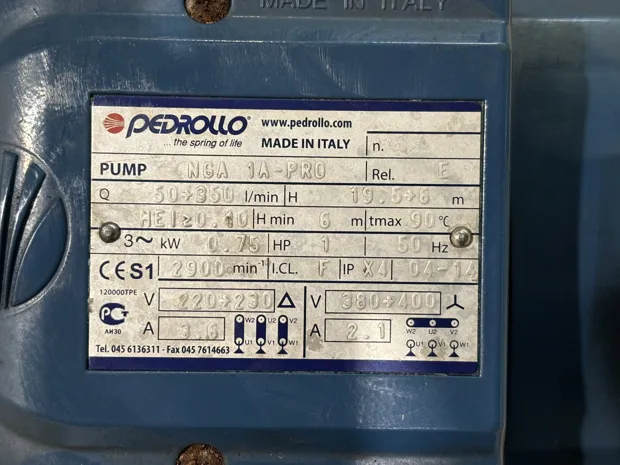 MADE IN ITALY
PEDROLLO www.pedrollo.com
... the spring of life MADE IN ITALY n.
PUMP NGA 1A-PRO Rel. E
Q 50÷350 l/min H 19.5÷6 m
MEI≥0.40 H min 6 m tmax 90°C
3~ kW 0.75 HP 1 50 Hz
CE S1 2900 min⁻¹ I.CL. F IP X4 04-14
120000TPE
V 220÷230 △ V 380÷400
A 3.6 W2 U2 V2 A 2.1 W2 U2 V2
AИ30 U1 V1 W1 U1 V1 W1
Tel. 045 6136311 - Fax 045 7614663